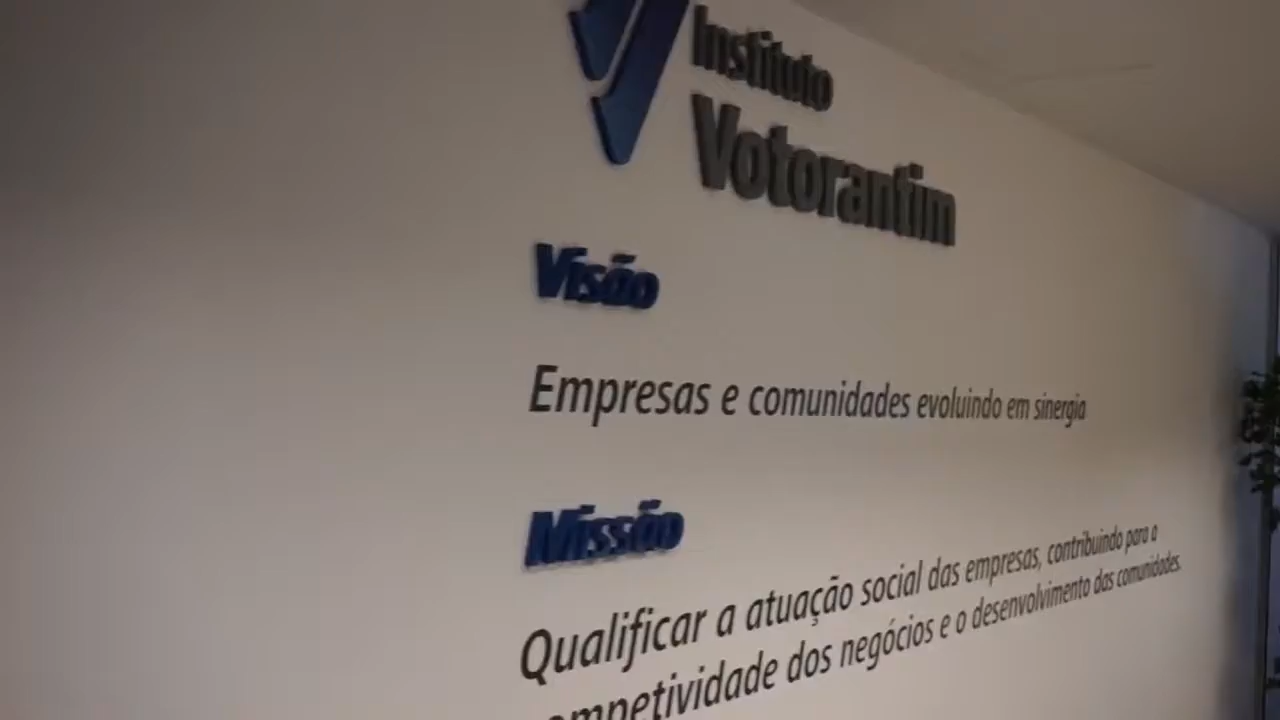 Instituto
Votorantim
Visão
Empresas e comunidades evoluindo em sinergia
Missão
Qualificar a atuação social das empresas, contribuindo para a
ompetividade dos negócios e o desenvolvimento das comunidades.